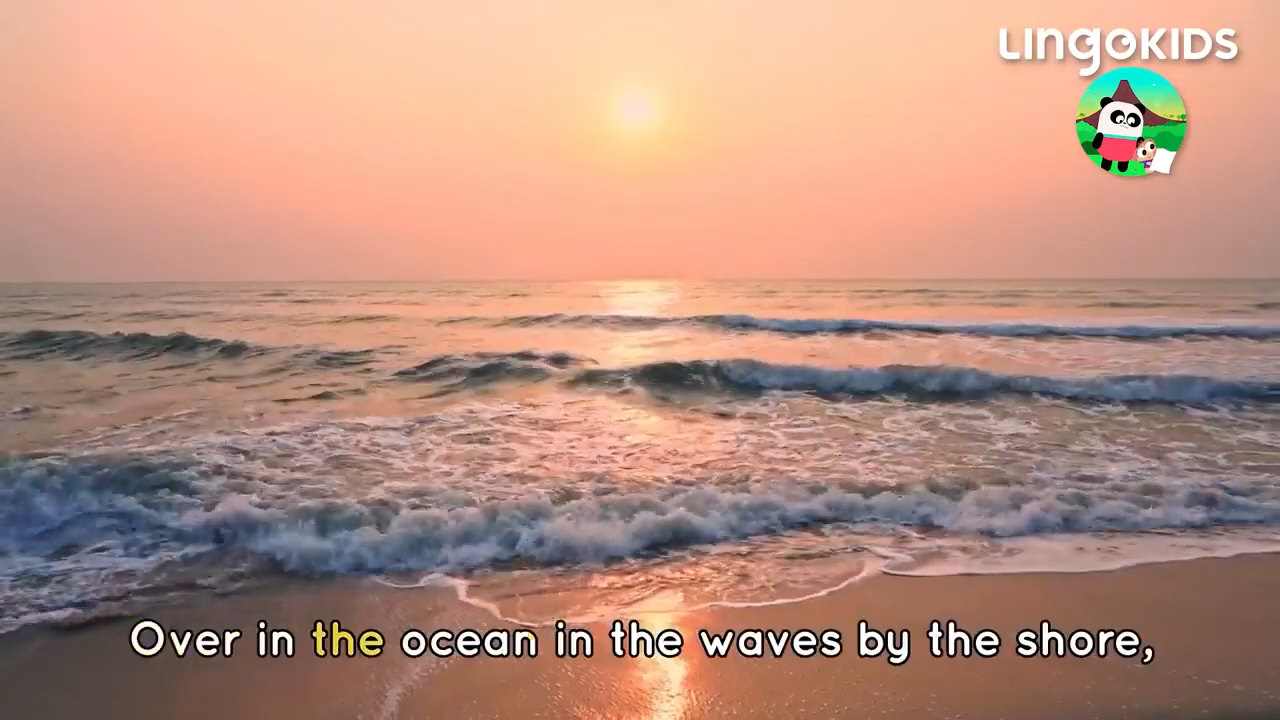 LINGOKIDS
Over in the ocean in the waves by the shore,